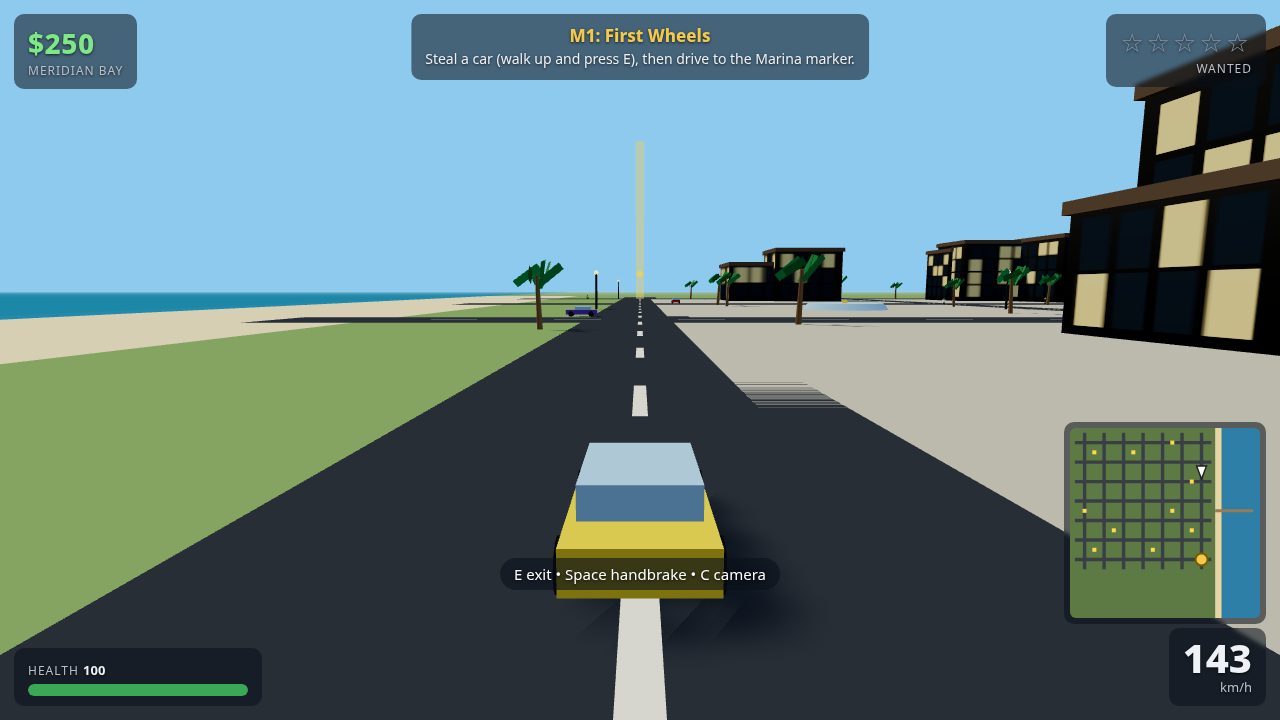 $250
MERIDIAN BAY
M1: First Wheels
Steal a car (walk up and press E), then drive to the Marina marker.
☆☆☆☆☆
WANTED
E exit • Space handbrake • C camera
HEALTH 100
143
km/h